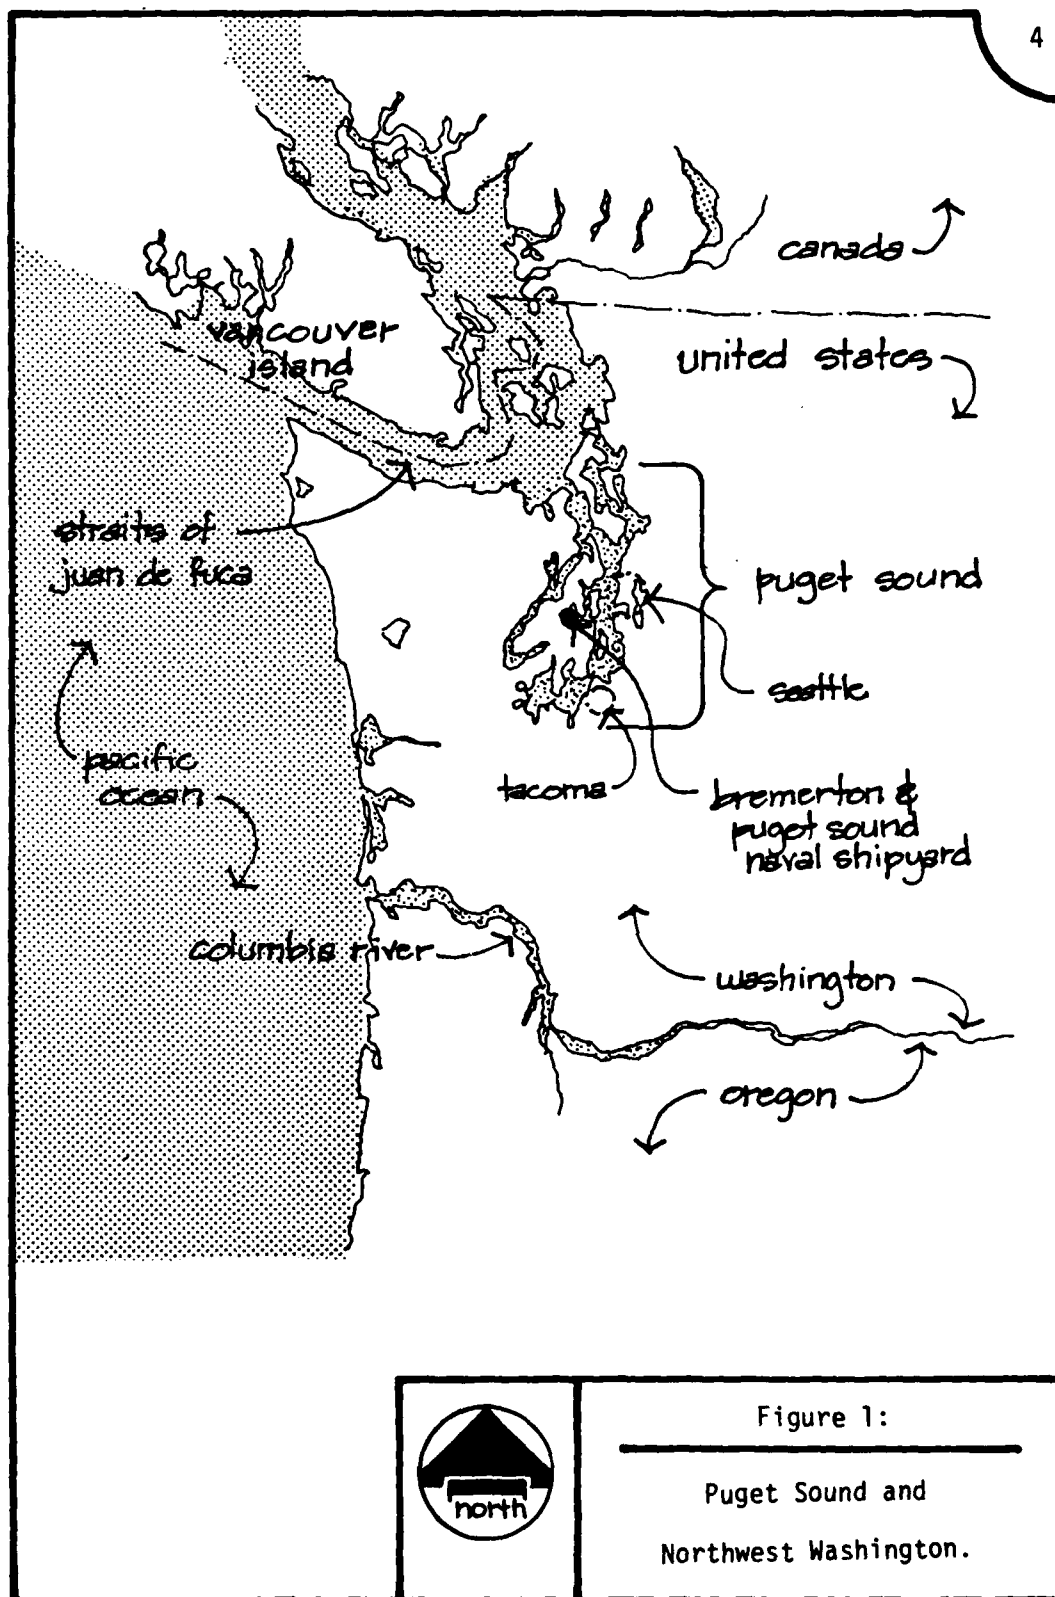 4
canada
vancouver
island
united states
straits of
juan de fuca
puget sound
seattle
pacific
ocean
tacoma
bremerton &
puget sound
naval shipyard
columbia river
washington
oregon
north
Figure 1:
Puget Sound and
Northwest Washington.